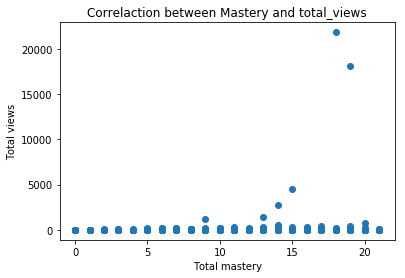 Correlaction between Mastery and total_views
Total views
20000
15000
10000
5000
0
0 5 10 15 20
Total mastery